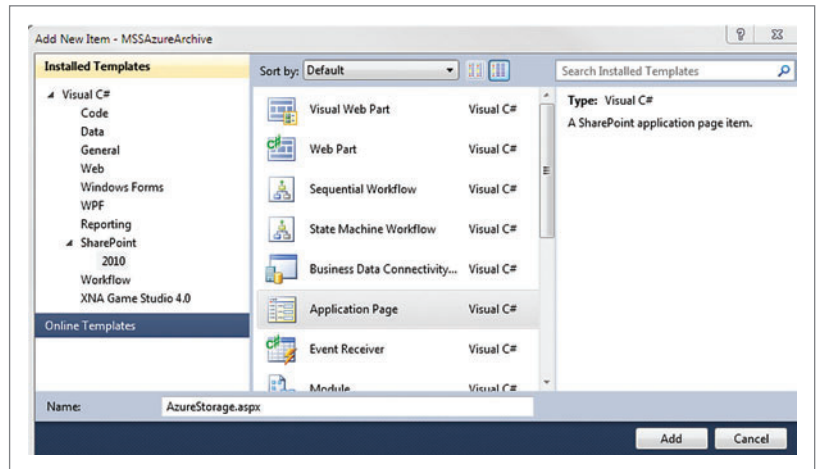 Add New Item - MSSAzureArchive
Installed Templates
Visual C#
Code
Data
General
Web
Windows Forms
WPF
Reporting
SharePoint
2010
Workflow
XNA Game Studio 4.0
Online Templates
Sort by: Default
Visual Web Part Visual C#
Web Part Visual C#
Sequential Workflow Visual C#
State Machine Workflow Visual C#
Business Data Connectivity... Visual C#
Application Page Visual C#
Event Receiver Visual C#
Module Visual C#
Search Installed Templates
Type: Visual C#
A SharePoint application page item.
Name: AzureStorage.aspx
Add Cancel